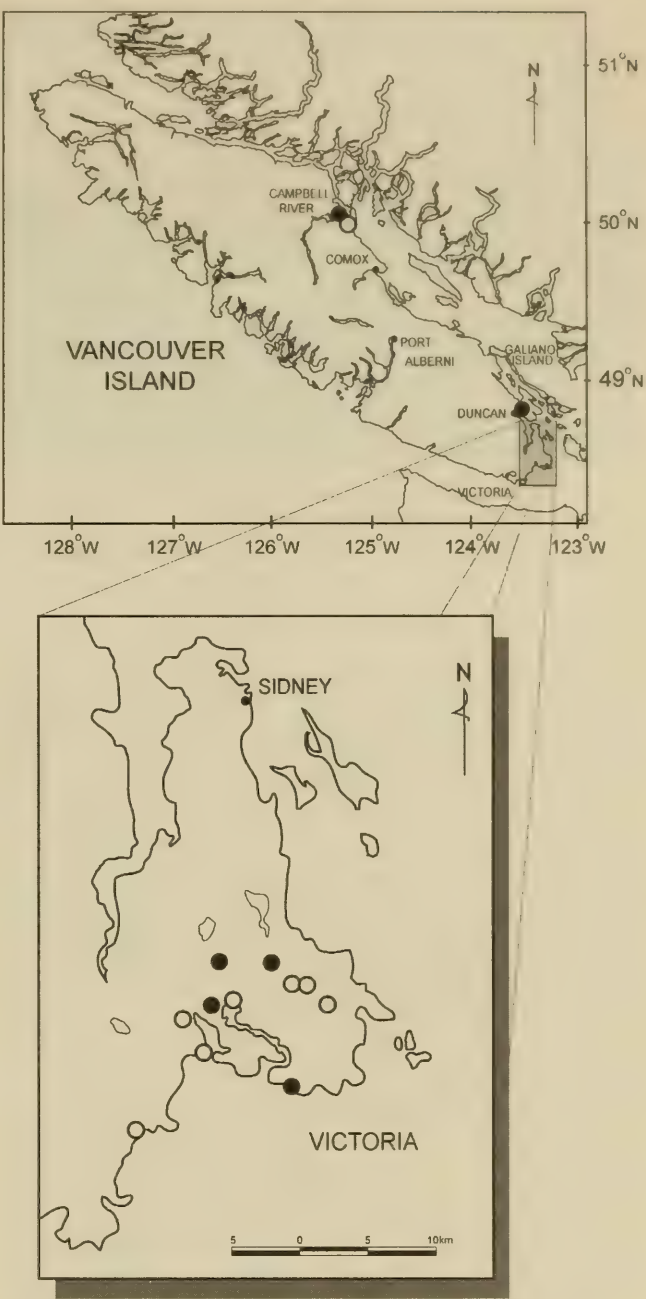 51°N
N
CAMPBELL
RIVER
50°N
COMOX
VANCOUVER
ISLAND
PORT
ALBERNI
GALIANO
ISLAND
49°N
DUNCAN
VICTORIA
128°W 127°W 126°W 125°W 124°W 123°W
SIDNEY
N
VICTORIA
5 0 5 10km